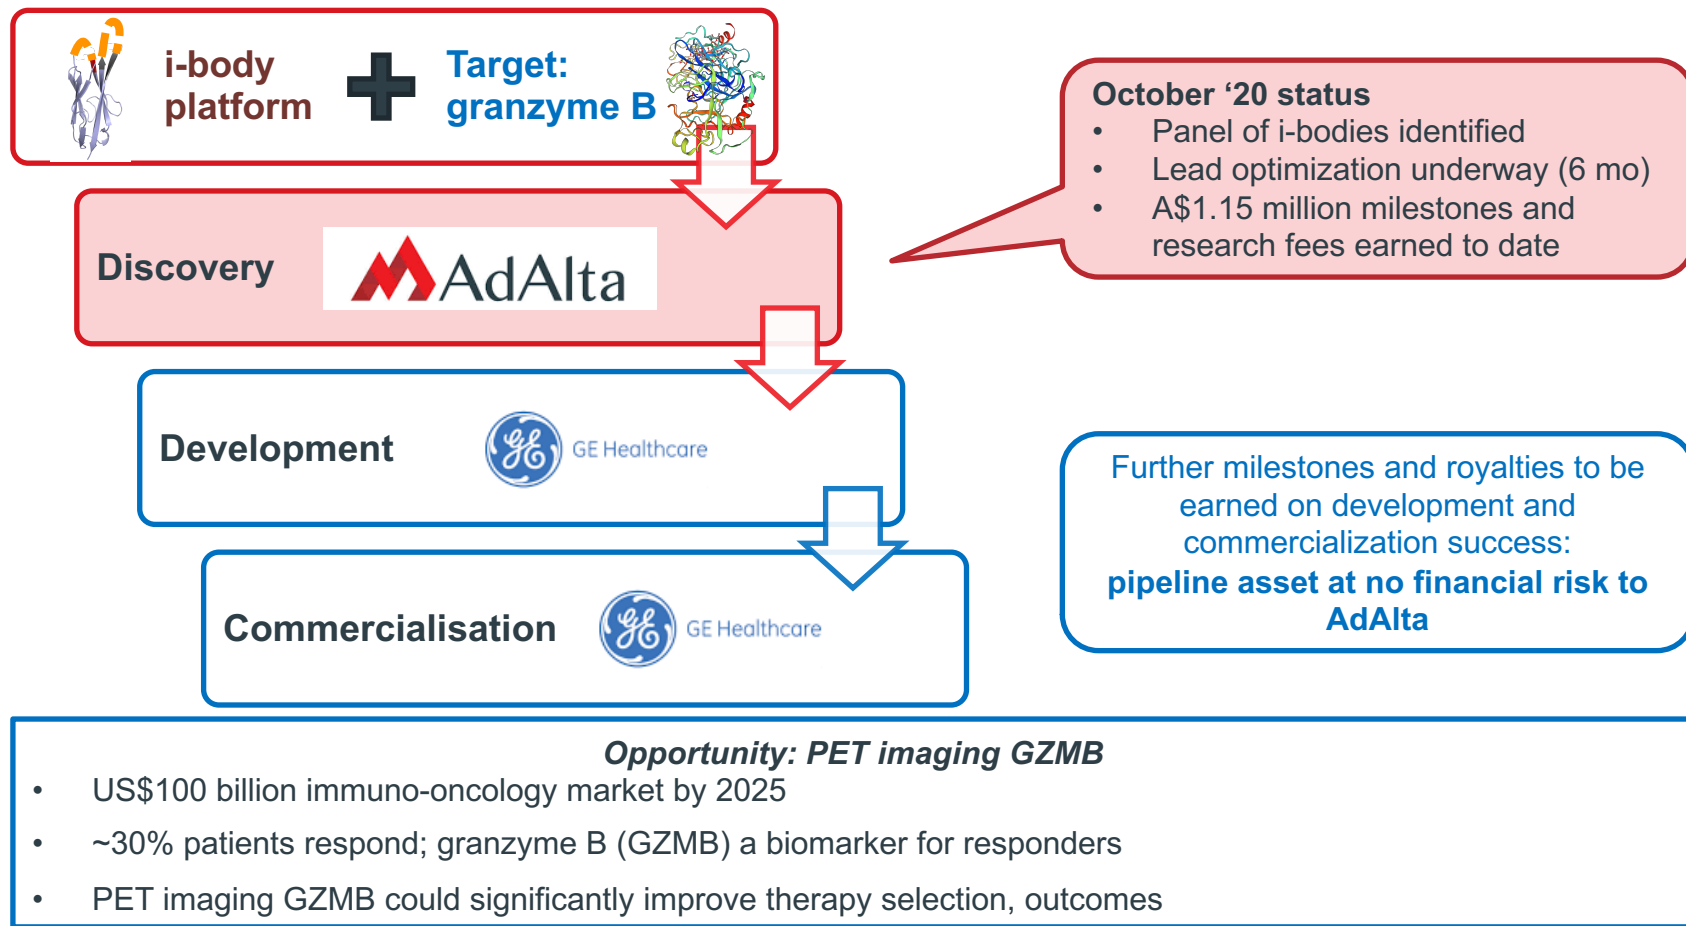 i-body
platform
Target:
granzyme B
October ‘20 status
• Panel of i-bodies identified
• Lead optimization underway (6 mo)
• A$1.15 million milestones and
research fees earned to date
Discovery
AdAlta
Development
GE
GE Healthcare
Further milestones and royalties to be
earned on development and
commercialization success:
pipeline asset at no financial risk to
AdAlta
Commercialisation
GE
GE Healthcare
Opportunity: PET imaging GZMB
• US$100 billion immuno-oncology market by 2025
• ~30% patients respond; granzyme B (GZMB) a biomarker for responders
• PET imaging GZMB could significantly improve therapy selection, outcomes